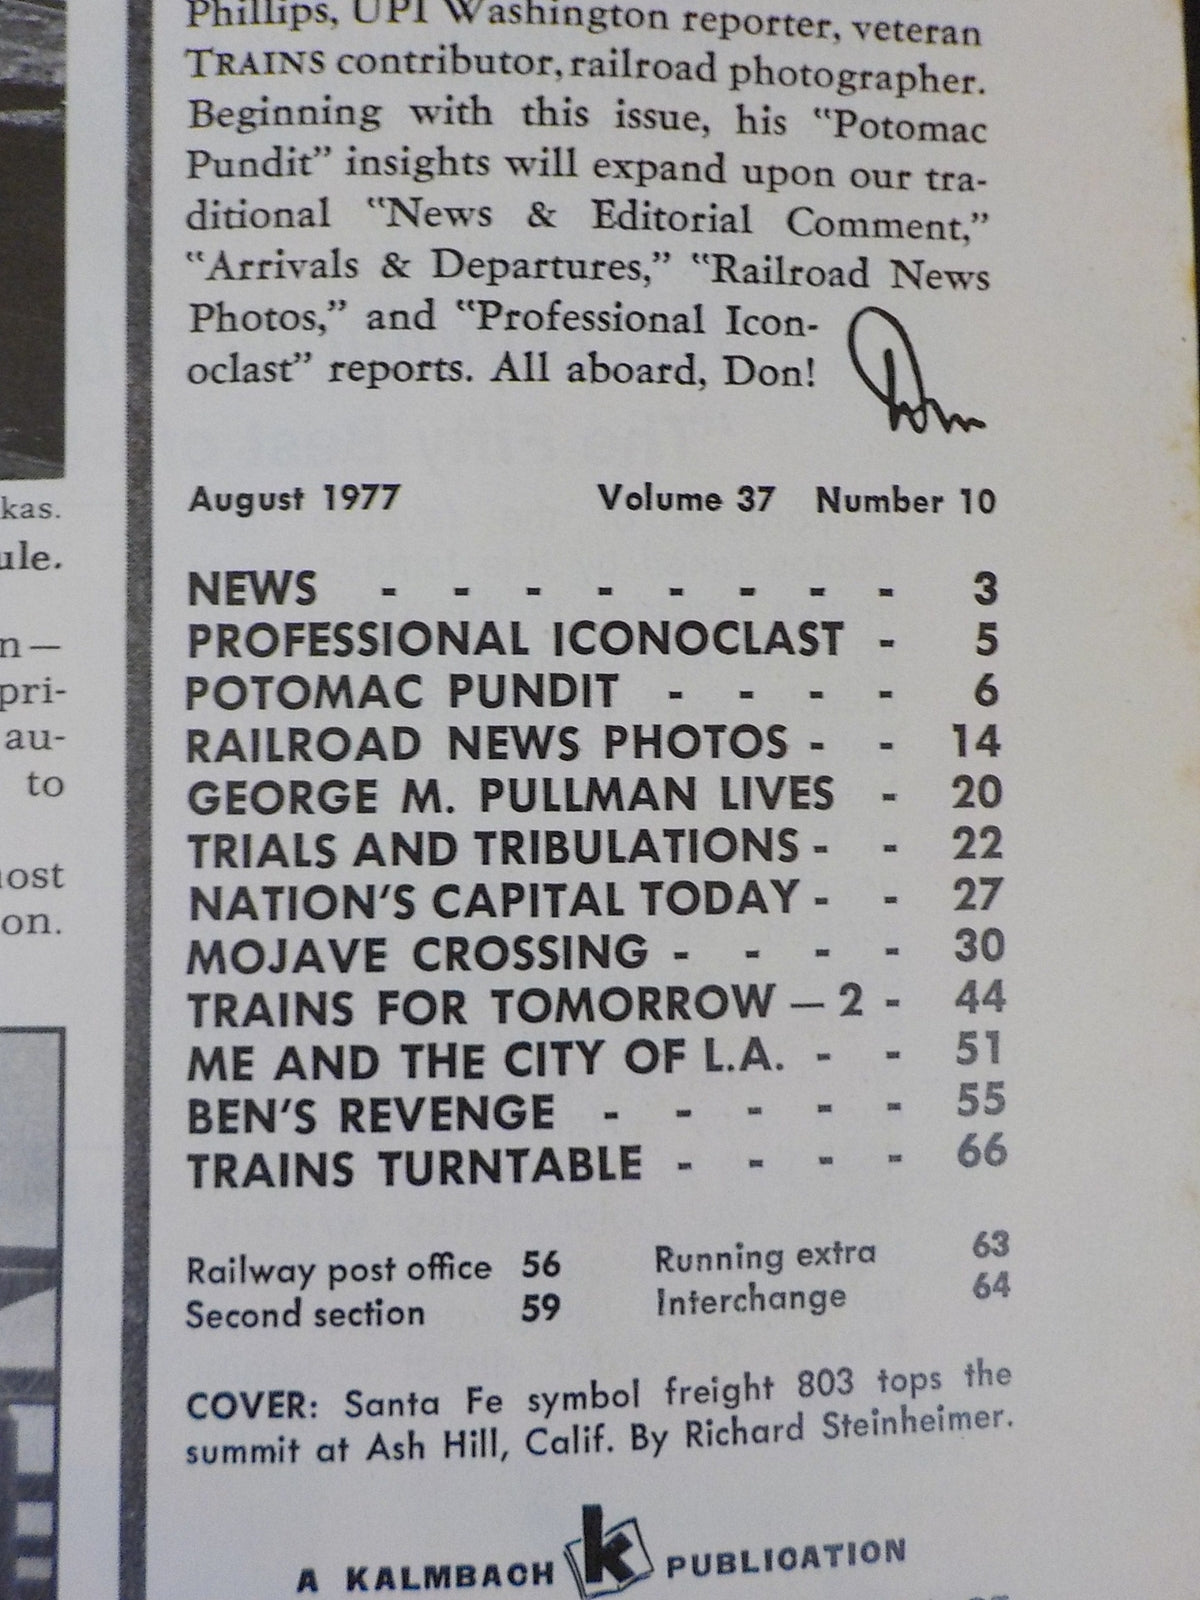 Phillips, UPI Washington reporter, veteran
TRAINS contributor, railroad photographer.
Beginning with this issue, his "Potomac
Pundit" insights will expand upon our tra-
ditional "News & Editorial Comment,"
"Arrivals & Departures," "Railroad News
Photos," and "Professional Icon-
oclast" reports. All aboard, Don!
August 1977 Volume 37 Number 10
NEWS - - - - - - - - 3
PROFESSIONAL ICONOCLAST - 5
POTOMAC PUNDIT - - - - 6
RAILROAD NEWS PHOTOS - - 14
GEORGE M. PULLMAN LIVES - 20
TRIALS AND TRIBULATIONS - - 22
NATION'S CAPITAL TODAY - - 27
MOJAVE CROSSING - - - - 30
TRAINS FOR TOMORROW — 2 - 44
ME AND THE CITY OF L.A. - - 51
BEN'S REVENGE - - - - - 55
TRAINS TURNTABLE - - - - 66
Railway post office 56 Running extra 63
Second section 59 Interchange 64
COVER: Santa Fe symbol freight 803 tops the
summit at Ash Hill, Calif. By Richard Steinheimer.
A KALMBACH k PUBLICATION
kas.
ule.
n—
pri-
au-
to
ost
on.